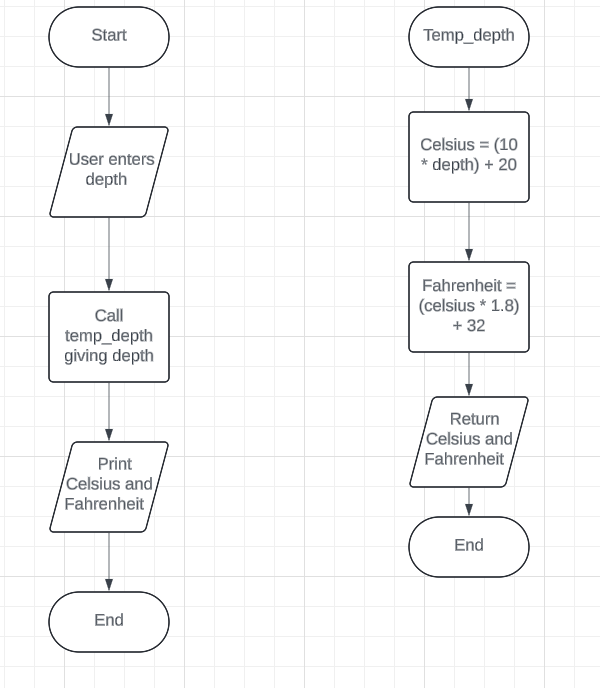 Start
User enters
depth
Call
temp_depth
giving depth
Print
Celsius and
Fahrenheit
End
Temp_depth
Celsius = (10
* depth) + 20
Fahrenheit =
(celsius * 1.8)
+ 32
Return
Celsius and
Fahrenheit
End